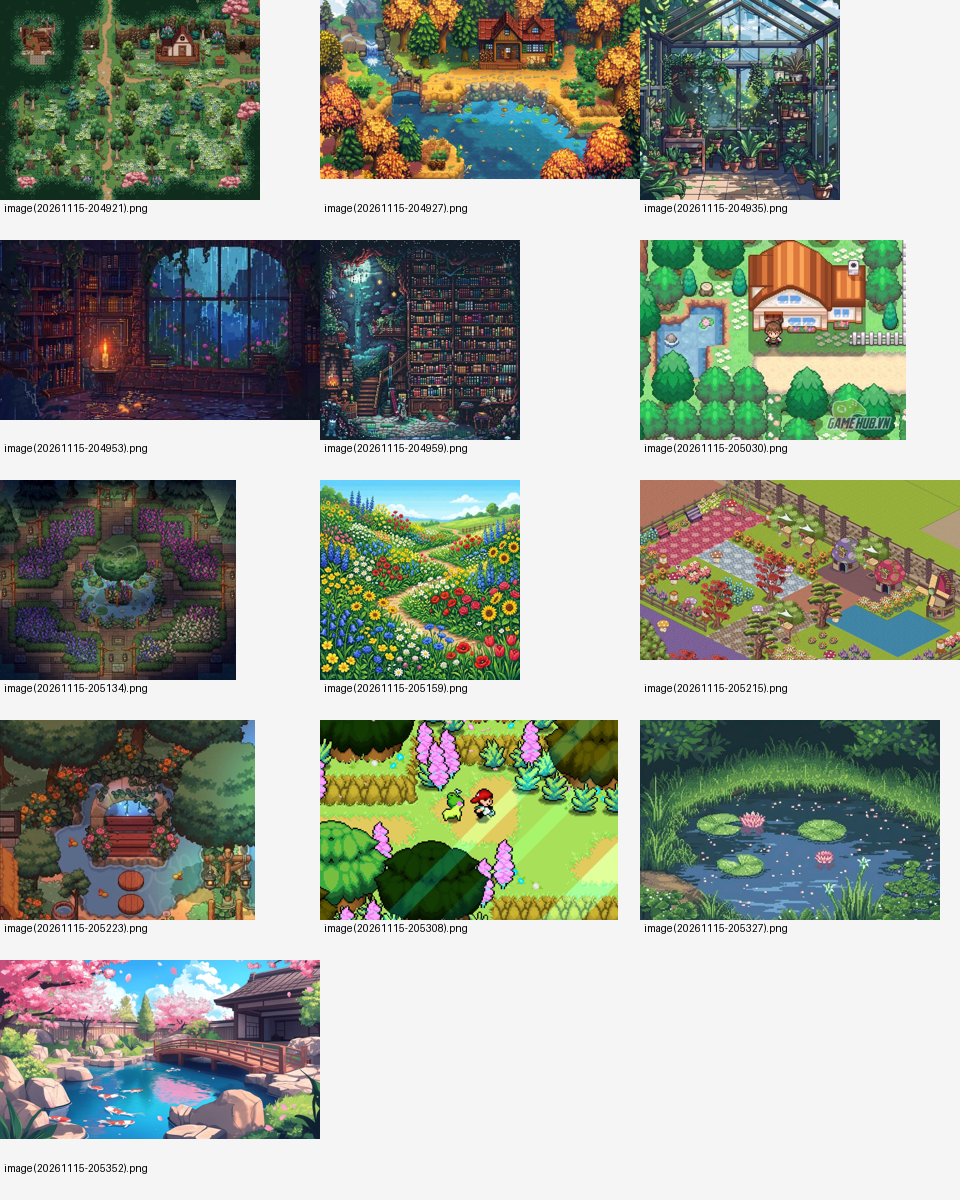 image(20261115-204921).png
image(20261115-204927).png
image(20261115-204935).png
image(20261115-204953).png
image(20261115-204959).png
GAMEHUB.VN
image(20261115-205030).png
image(20261115-205134).png
image(20261115-205159).png
image(20261115-205215).png
image(20261115-205223).png
image(20261115-205308).png
image(20261115-205327).png
image(20261115-205352).png